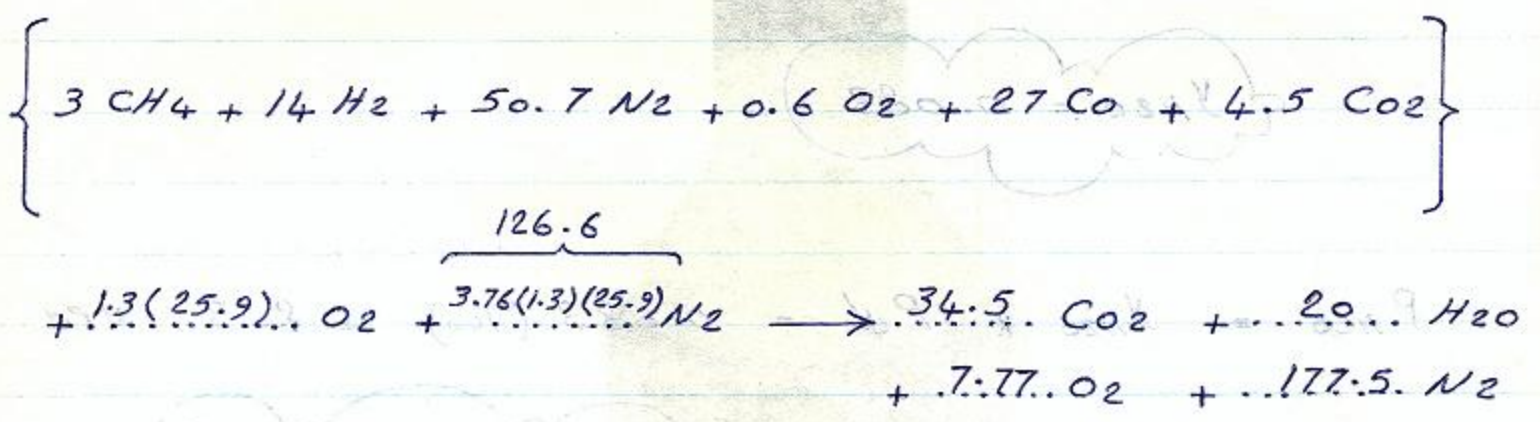 { 3 CH4 + 14 H2 + 50.7 N2 + 0.6 O2 + 27 Co + 4.5 Co2 }
126.6
+ 1.3(25.9) O2 + 3.76(1.3)(25.9) N2 → 34.5 Co2 + 20 H2O
+ 7.77 O2 + 177.5 N2